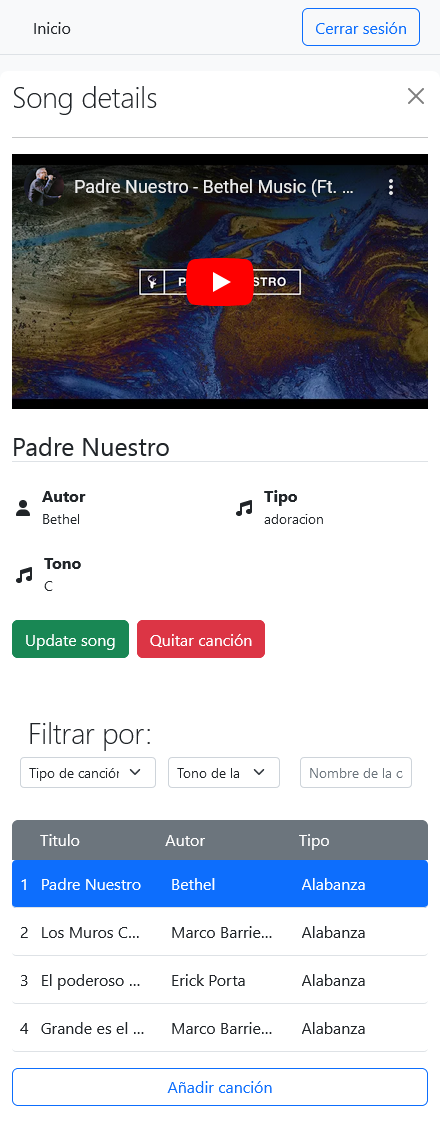 Inicio
Cerrar sesión
Song details
Padre Nuestro - Bethel Music (Ft. ...
P
STRO
Padre Nuestro
Autor
Bethel
Tipo
adoracion
Tono
C
Update song
Quitar canción
Filtrar por:
Tipo de canción
Tono de la
Nombre de la c
Titulo Autor Tipo
1 Padre Nuestro Bethel Alabanza
2 Los Muros C... Marco Barrie... Alabanza
3 El poderoso ... Erick Porta Alabanza
4 Grande es el ... Marco Barrie... Alabanza
Añadir canción